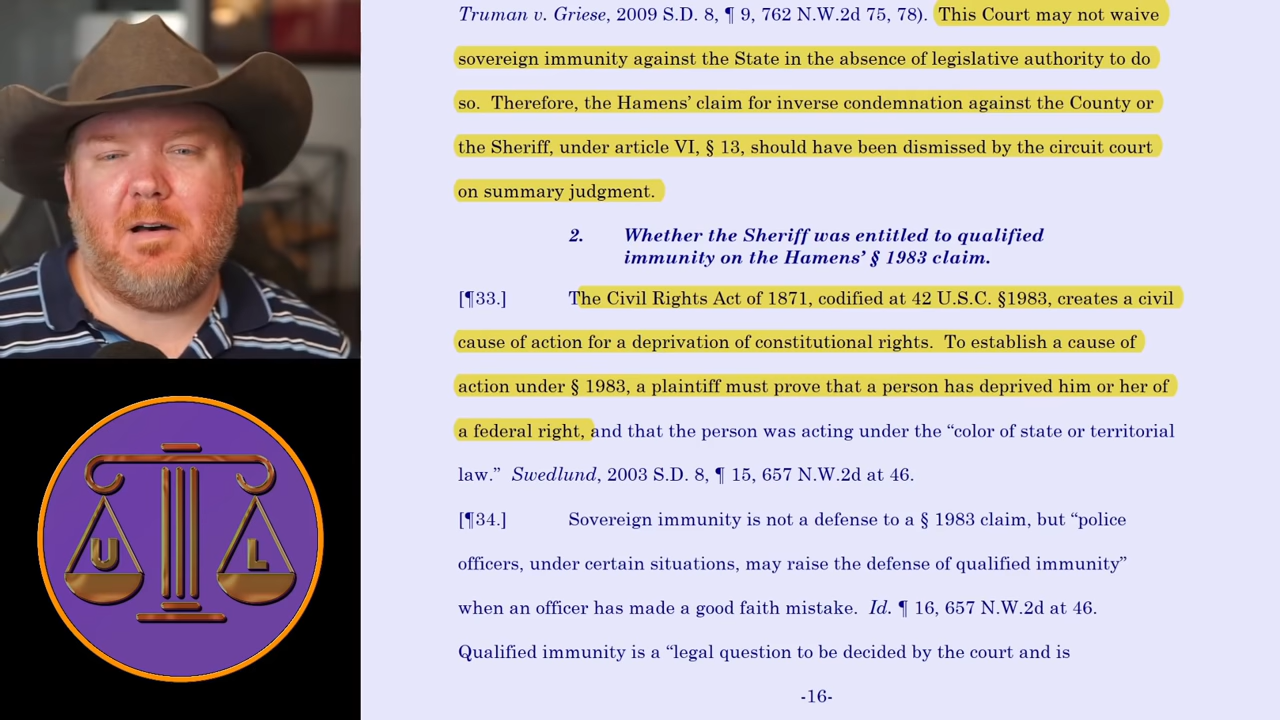 Truman v. Griese, 2009 S.D. 8, ¶ 9, 762 N.W.2d 75, 78). This Court may not waive
sovereign immunity against the State in the absence of legislative authority to do
so. Therefore, the Hamens’ claim for inverse condemnation against the County or
the Sheriff, under article VI, § 13, should have been dismissed by the circuit court
on summary judgment.
2. Whether the Sheriff was entitled to qualified
immunity on the Hamens’ § 1983 claim.
[¶33.] The Civil Rights Act of 1871, codified at 42 U.S.C. §1983, creates a civil
cause of action for a deprivation of constitutional rights. To establish a cause of
action under § 1983, a plaintiff must prove that a person has deprived him or her of
a federal right, and that the person was acting under the “color of state or territorial
law.” Swedlund, 2003 S.D. 8, ¶ 15, 657 N.W.2d at 46.
[¶34.] Sovereign immunity is not a defense to a § 1983 claim, but “police
officers, under certain situations, may raise the defense of qualified immunity”
when an officer has made a good faith mistake. Id. ¶ 16, 657 N.W.2d at 46.
Qualified immunity is a “legal question to be decided by the court and is
-16-
U L